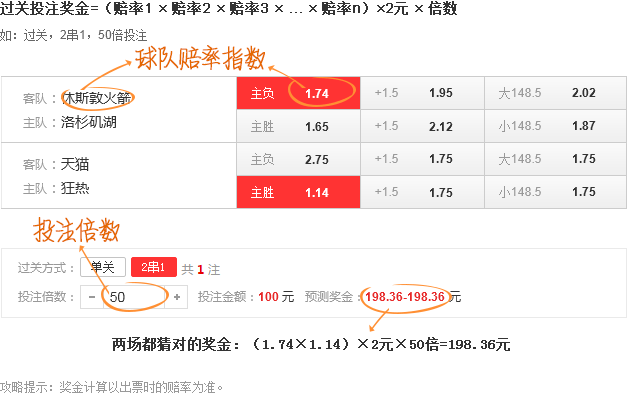 过关投注奖金=（赔率1 × 赔率2 × 赔率3 × ... × 赔率n）×2元 × 倍数
如：过关，2串1，50倍投注
球队赔率指数
客队：休斯敦火箭 主负 1.74 +1.5 1.95 大148.5 2.02
主队：洛杉矶湖 主胜 1.65 +1.5 2.12 小148.5 1.87
客队：天猫 主负 2.75 +1.5 1.75 大148.5 1.75
主队：狂热 主胜 1.14 +1.5 1.75 小148.5 1.75
投注倍数
过关方式： 单关 2串1 共 1 注
投注倍数： − 50 + 投注金额：100 元 预测奖金：198.36-198.36元
两场都猜对的奖金：（1.74×1.14）×2元×50倍=198.36元
攻略提示：奖金计算以出票时的赔率为准。